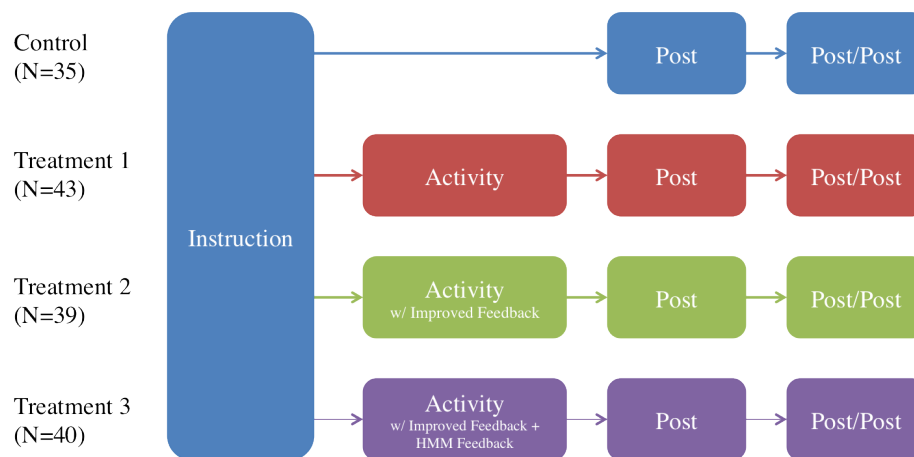 Control
(N=35)
Post
Post/Post
Treatment 1
(N=43)
Activity
Post
Post/Post
Instruction
Treatment 2
(N=39)
Activity
w/ Improved Feedback
Post
Post/Post
Treatment 3
(N=40)
Activity
w/ Improved Feedback +
HMM Feedback
Post
Post/Post